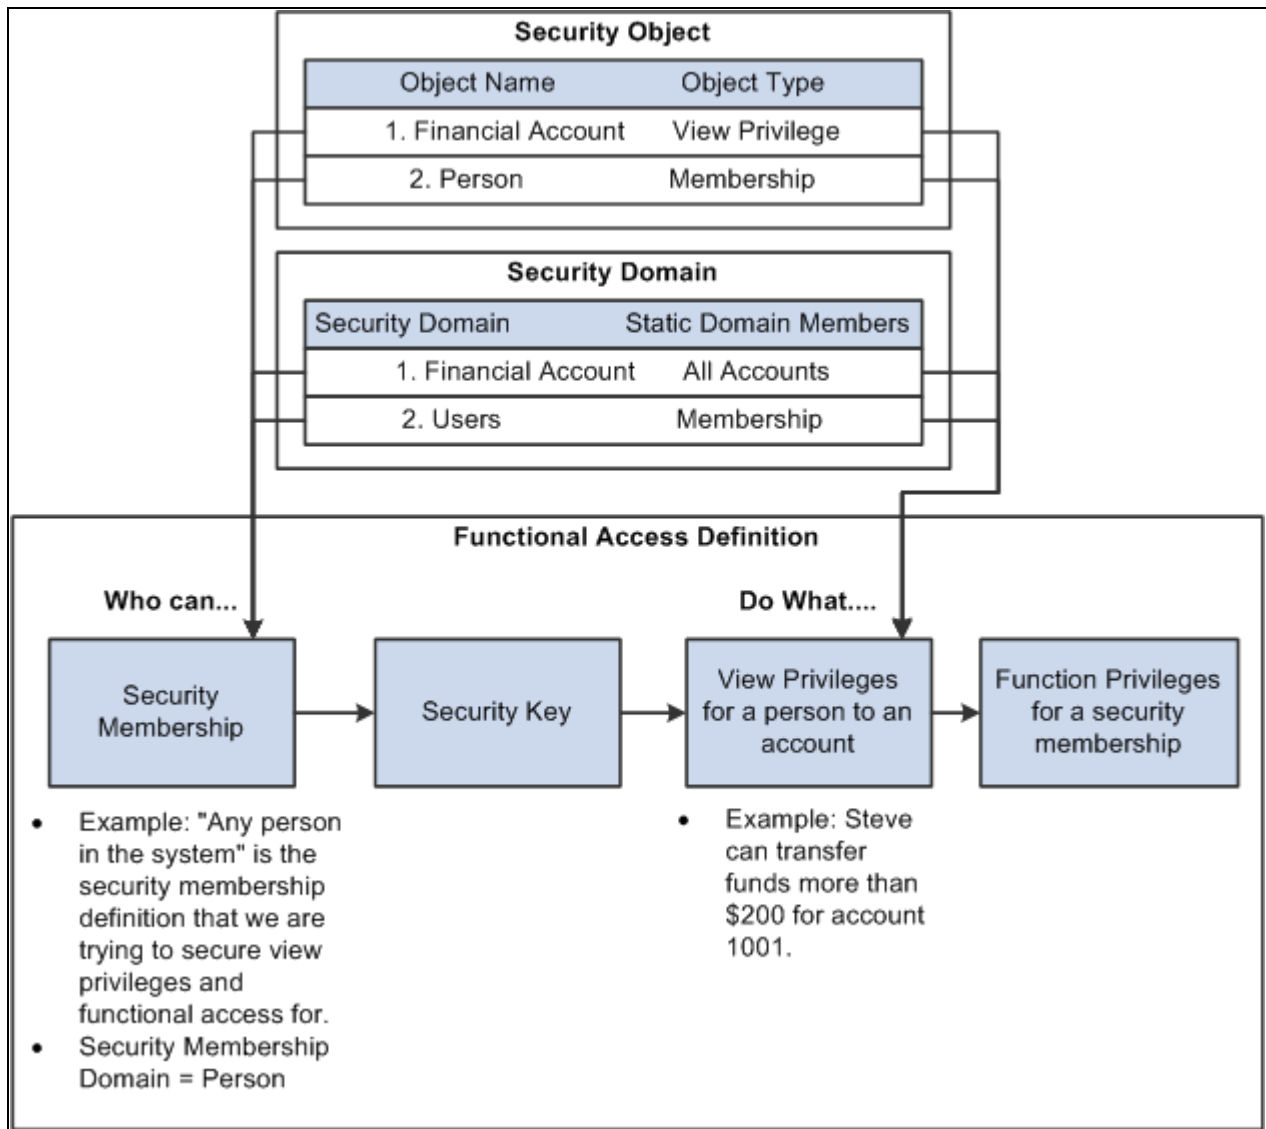 Security Object
Object Name Object Type
1. Financial Account View Privilege
2. Person Membership
Security Domain
Security Domain Static Domain Members
1. Financial Account All Accounts
2. Users Membership
Functional Access Definition
Who can...
Do What....
Security
Membership
Security Key
View Privileges
for a person to an
account
Function Privileges
for a security
membership
• Example: "Any person
in the system" is the
security membership
definition that we are
trying to secure view
privileges and
functional access for.
• Security Membership
Domain = Person
• Example: Steve
can transfer
funds more than
$200 for account
1001.